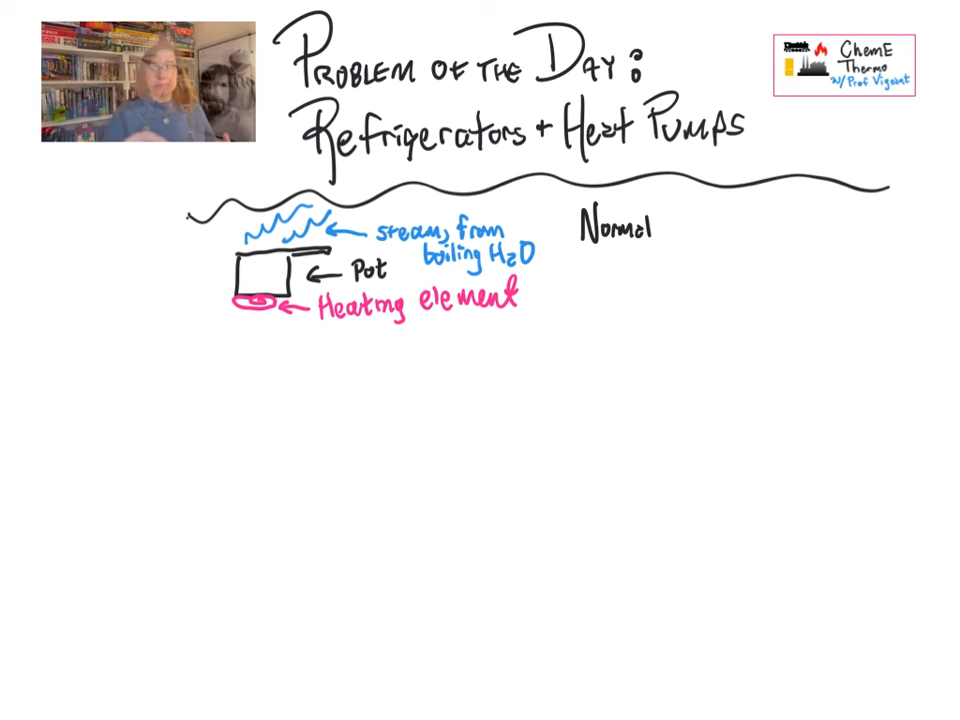 PROBLEM OF THE DAY:
Refrigerators + Heat PUMPS
ChemE
Thermo
w/ Prof Vigeant
steam, from
boiling H2O
Normal
Pot
Heating element